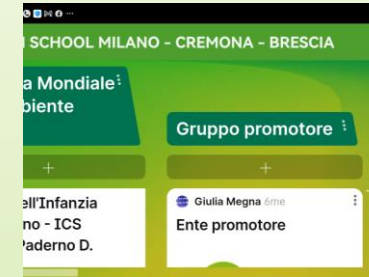 SCHOOL MILANO - CREMONA - BRESCIA
a Mondiale
biente
Gruppo promotore
+
+
ell'Infanzia
no - ICS
Paderno D.
Giulia Megna 6me
Ente promotore